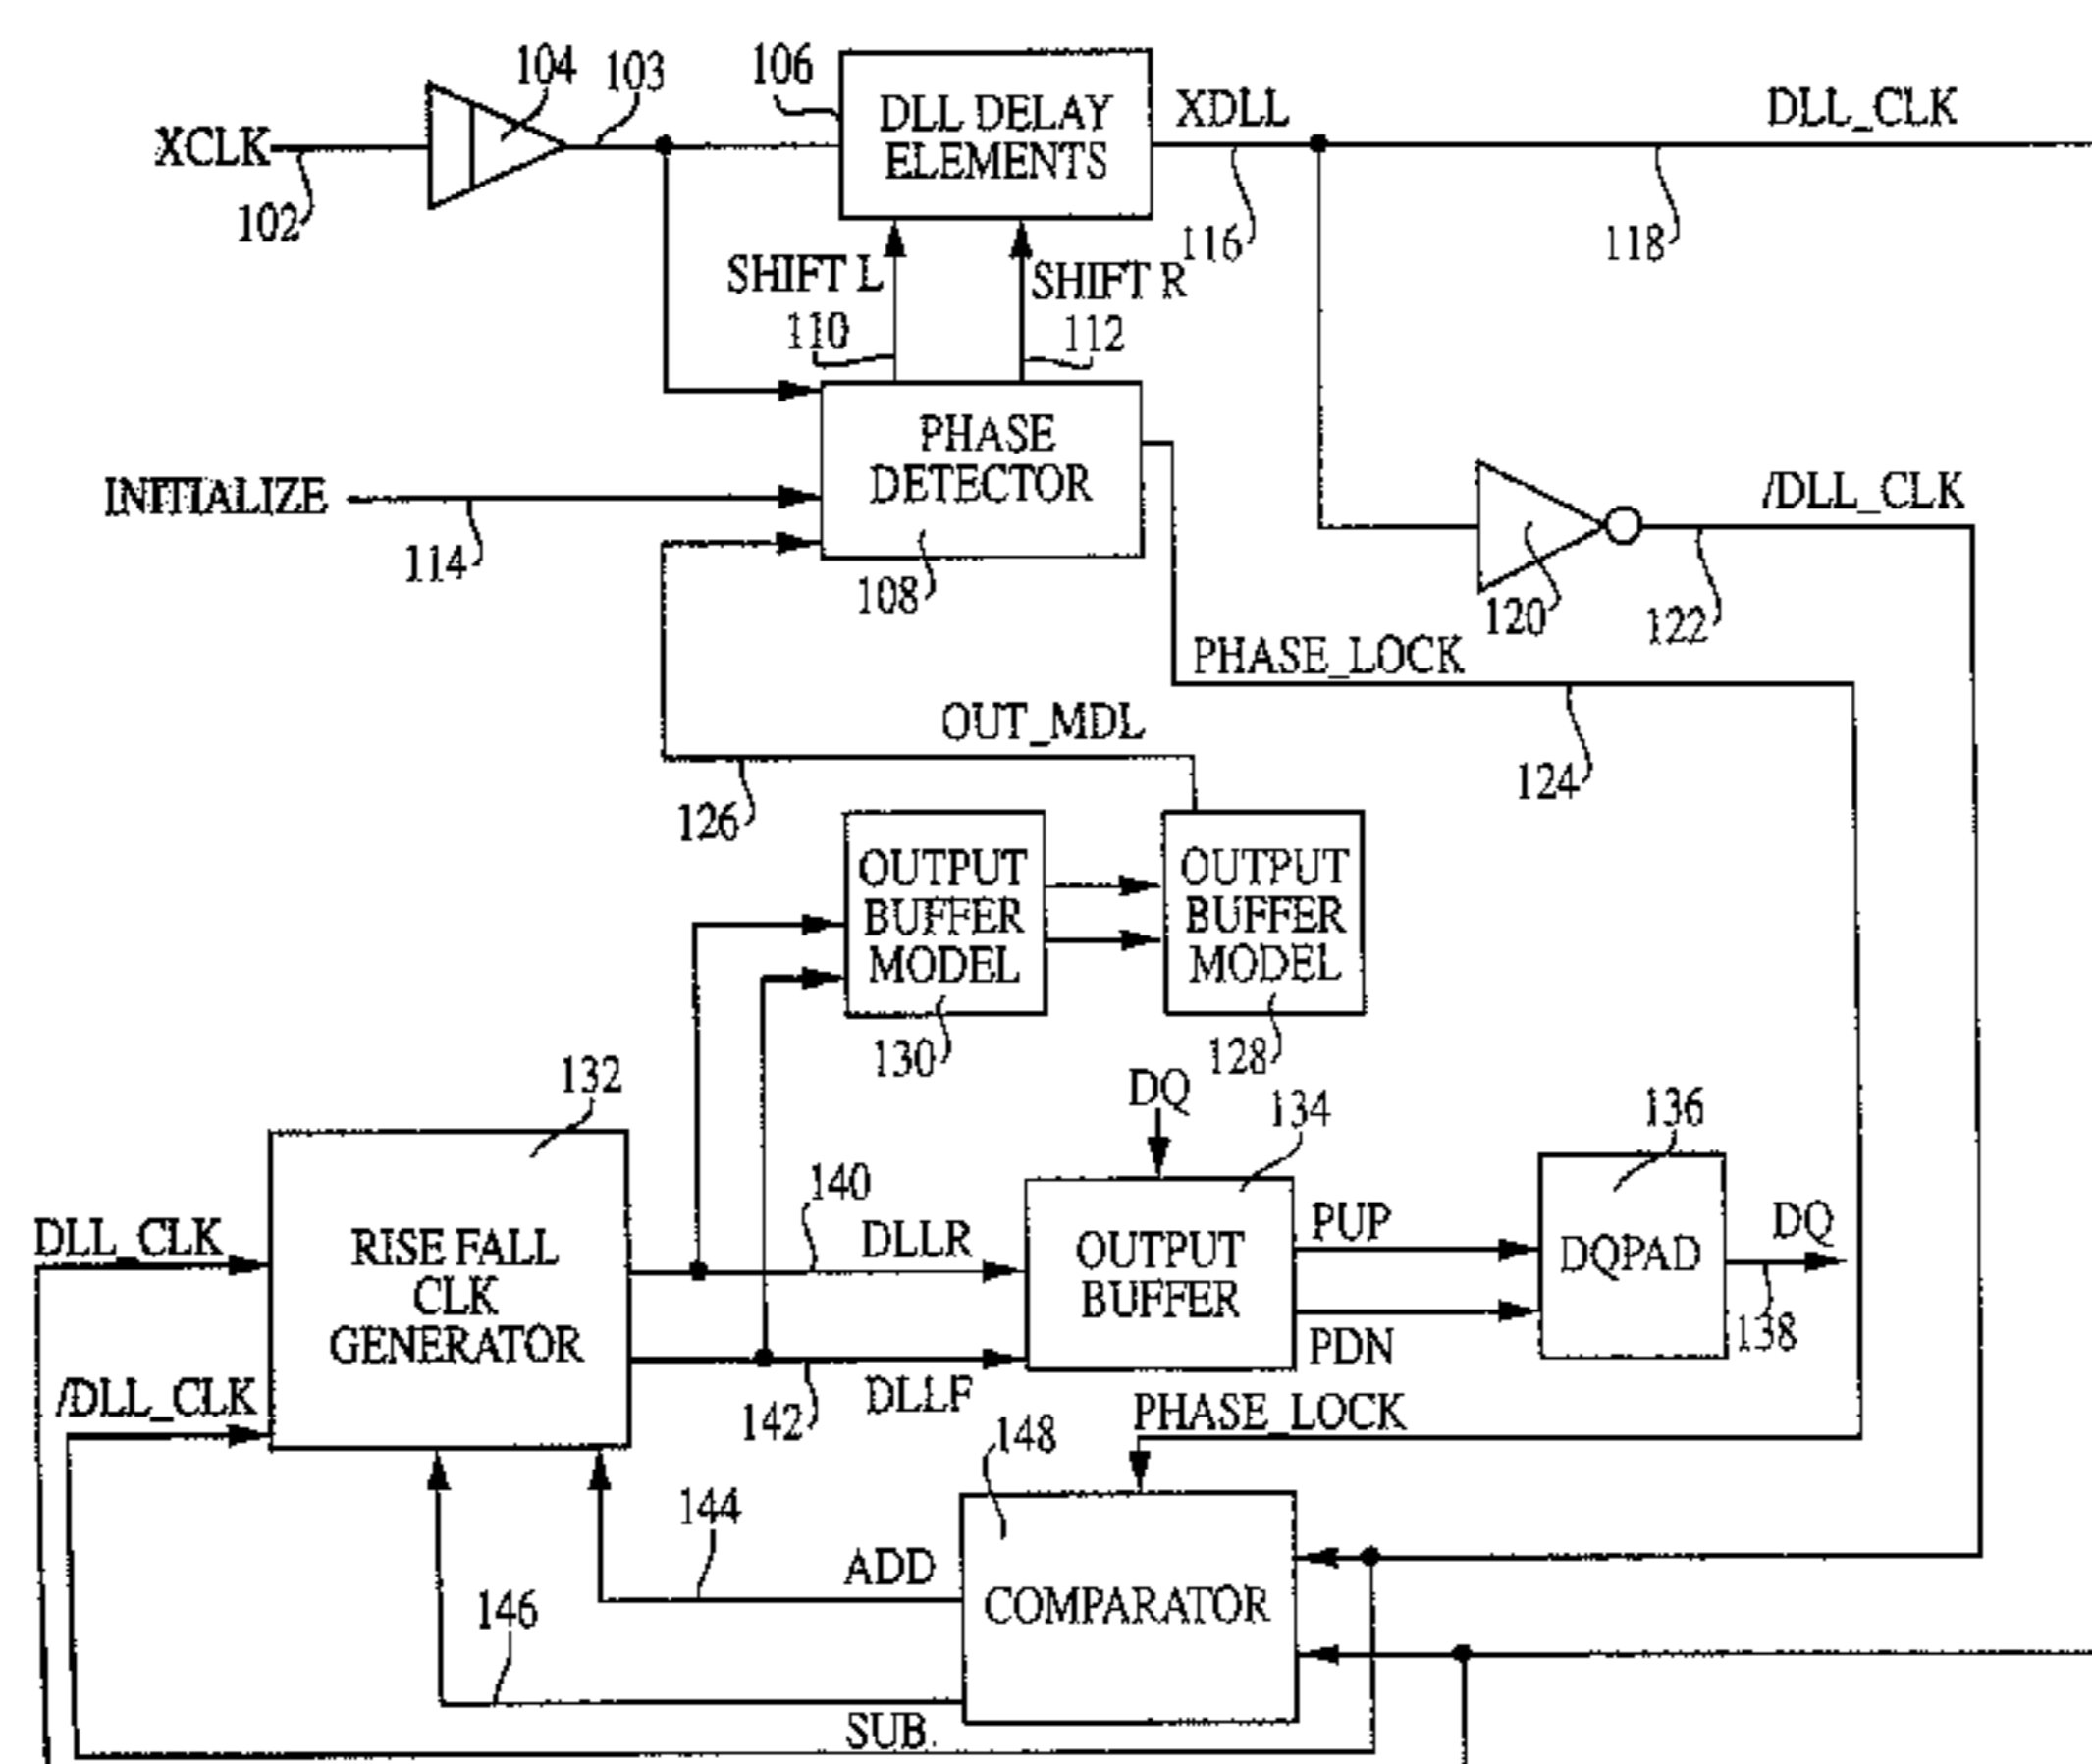 104
103
106
DLL DELAY
ELEMENTS
XDLL
DLL_CLK
XCLK
102
116
118
SHIFT L
110
SHIFT R
112
PHASE
DETECTOR
108
INITIALIZE
114
/DLL_CLK
120
122
PHASE_LOCK
124
OUT_MDL
126
OUTPUT
BUFFER
MODEL
130
OUTPUT
BUFFER
MODEL
128
132
DQ
134
136
RISE FALL
CLK
GENERATOR
DLL_CLK
/DLL_CLK
140
DLLR
142
DLLF
OUTPUT
BUFFER
PUP
PDN
DQPAD
DQ
138
PHASE_LOCK
148
144
ADD
COMPARATOR
146
SUB